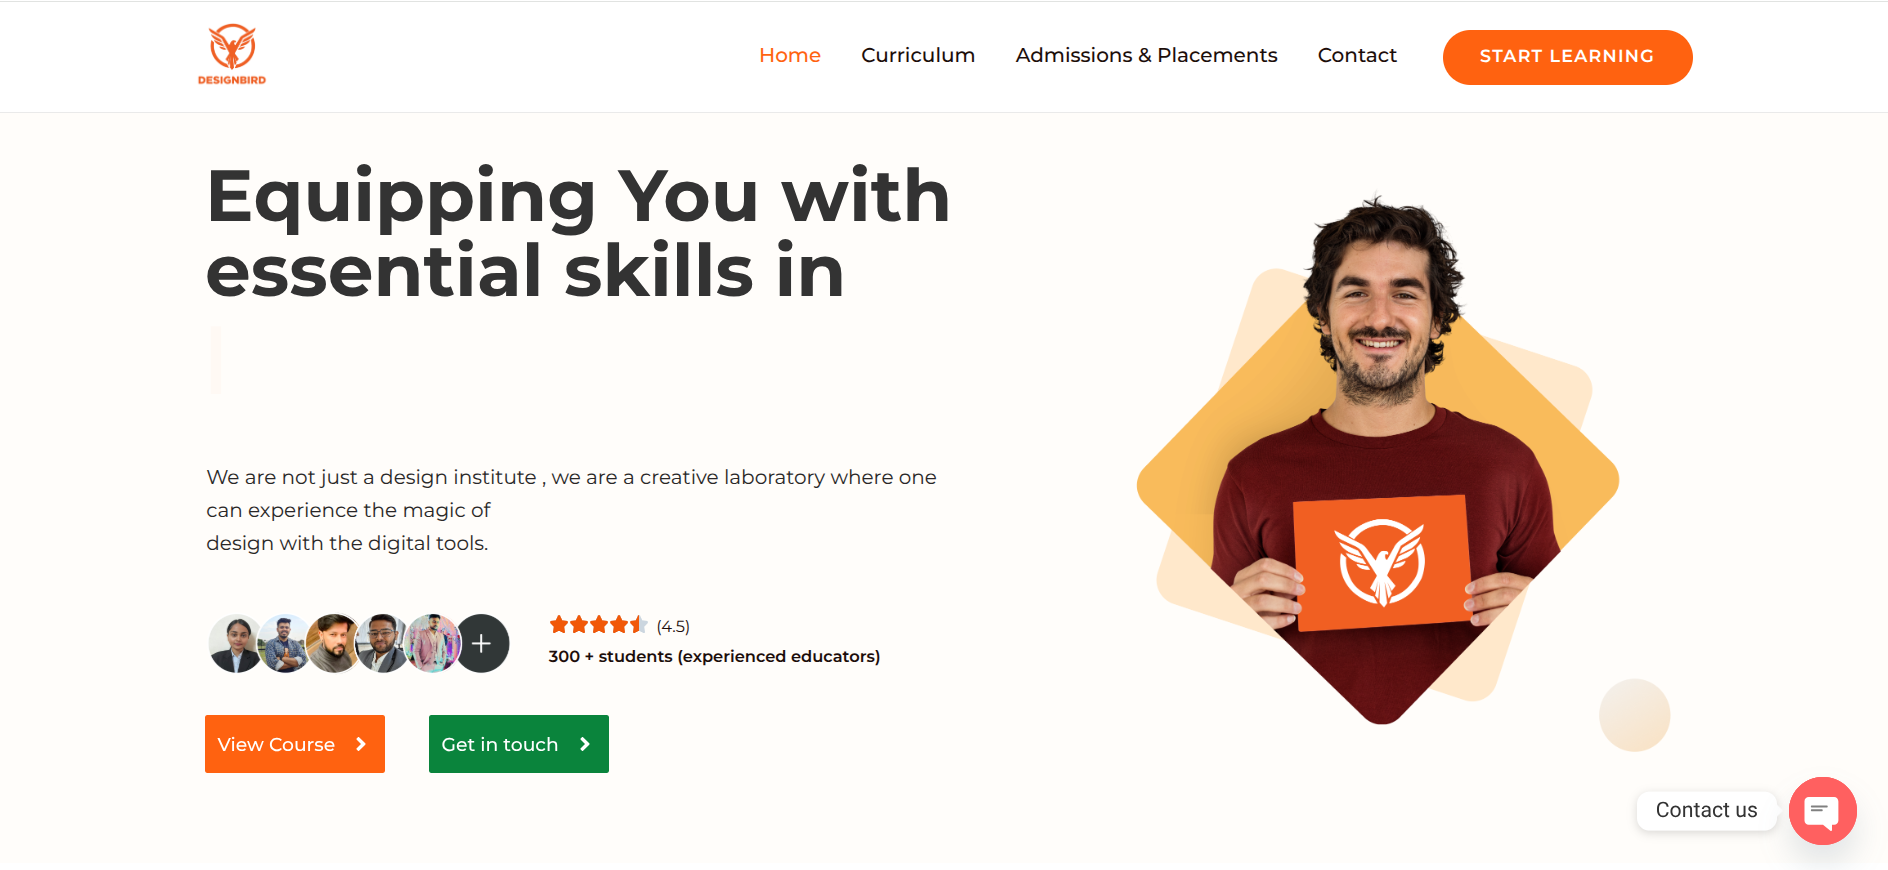 DESIGNBIRD
Home
Curriculum
Admissions & Placements
Contact
START LEARNING
Equipping You with
essential skills in
We are not just a design institute , we are a creative laboratory where one
can experience the magic of
design with the digital tools.
(4.5)
300 + students (experienced educators)
View Course
Get in touch
Contact us